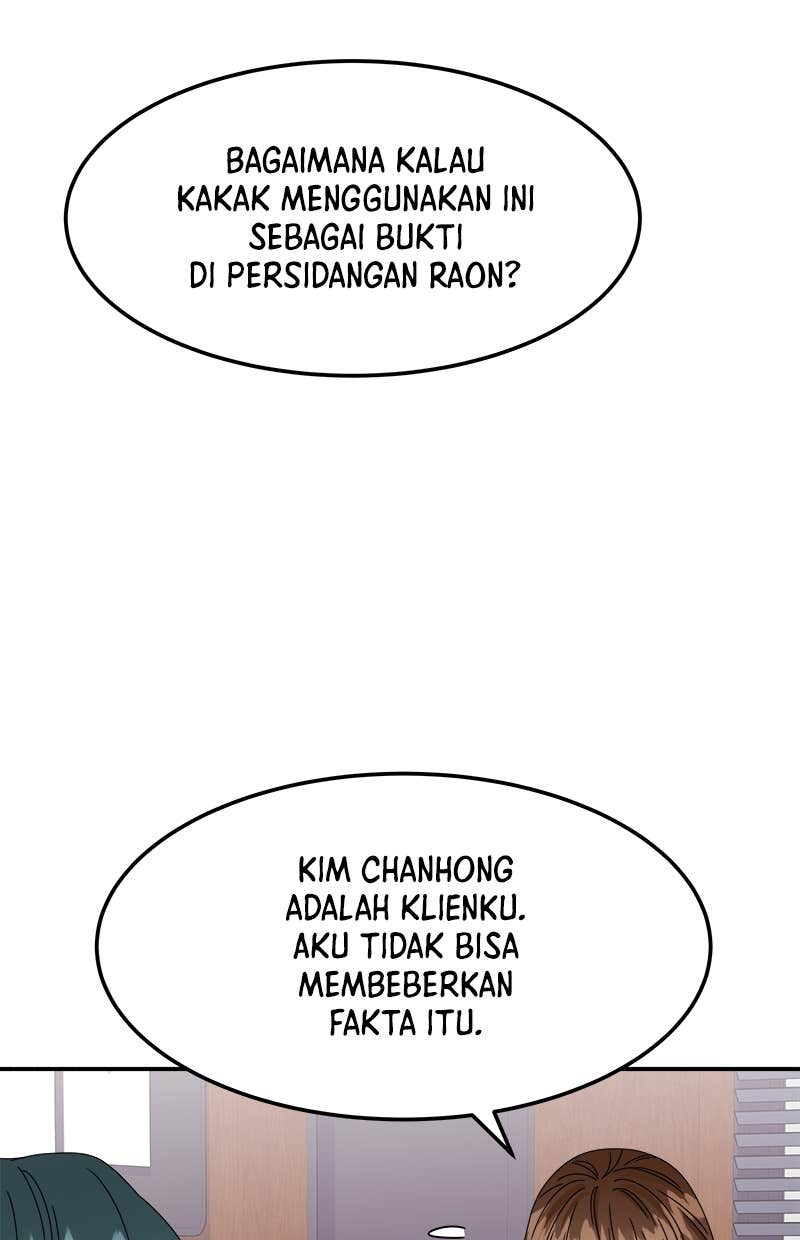 BAGAIMANA KALAU
KAKAK MENGGUNAKAN INI
SEBAGAI BUKTI
DI PERSIDANGAN RAON?
KIM CHANHONG
ADALAH KLIENKU.
AKU TIDAK BISA
MEMBEBERKAN
FAKTA ITU.